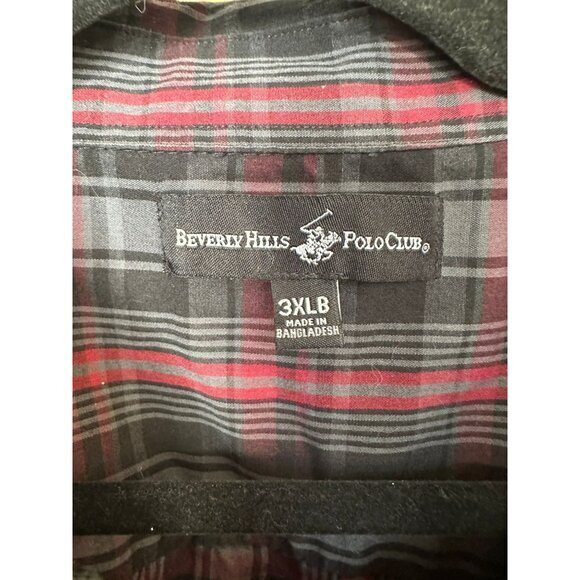 BEVERLY HILLS POLO CLUB®
3XLB
MADE IN
BANGLADESH